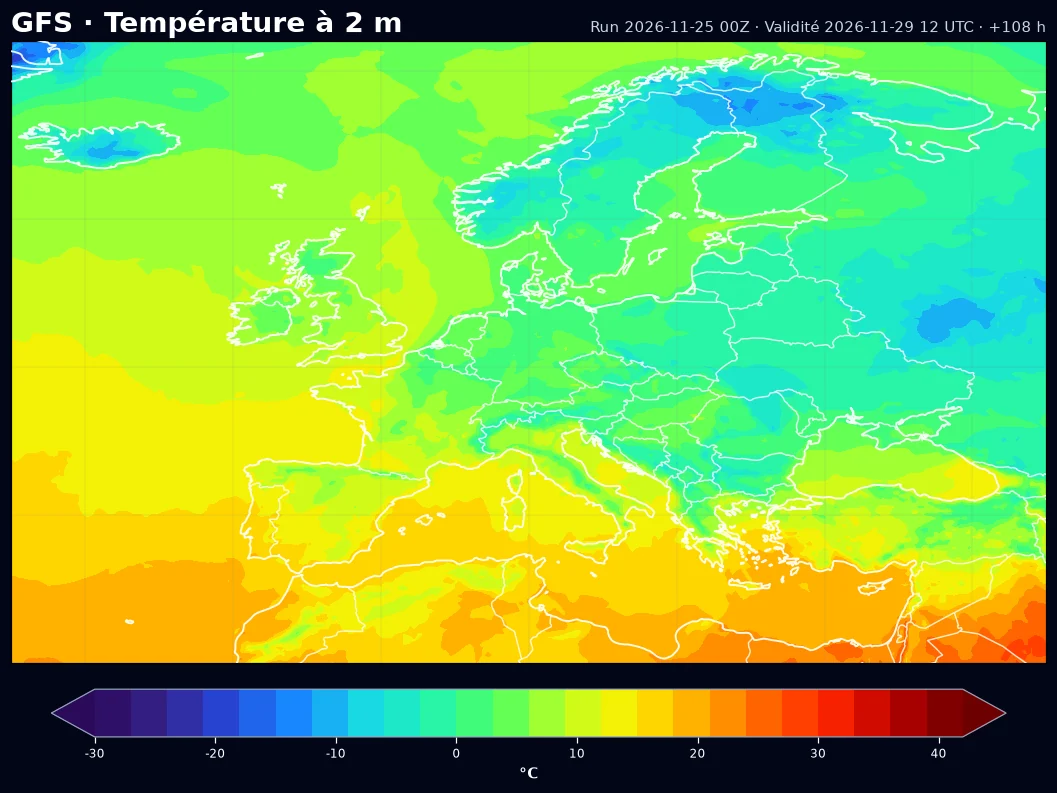 GFS · Température à 2 m
Run 2026-11-25 00Z · Validité 2026-11-29 12 UTC · +108 h
-30 -20 -10 0 10 20 30 40
°C